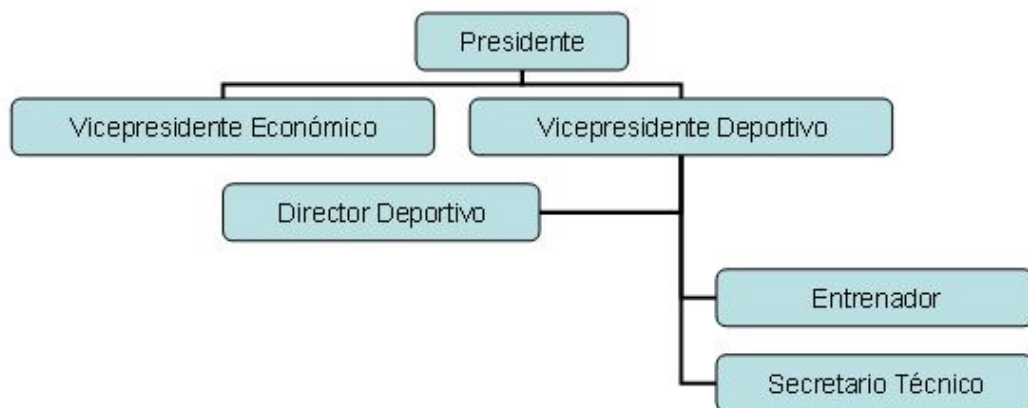 Presidente
Vicepresidente Económico
Vicepresidente Deportivo
Director Deportivo
Entrenador
Secretario Técnico